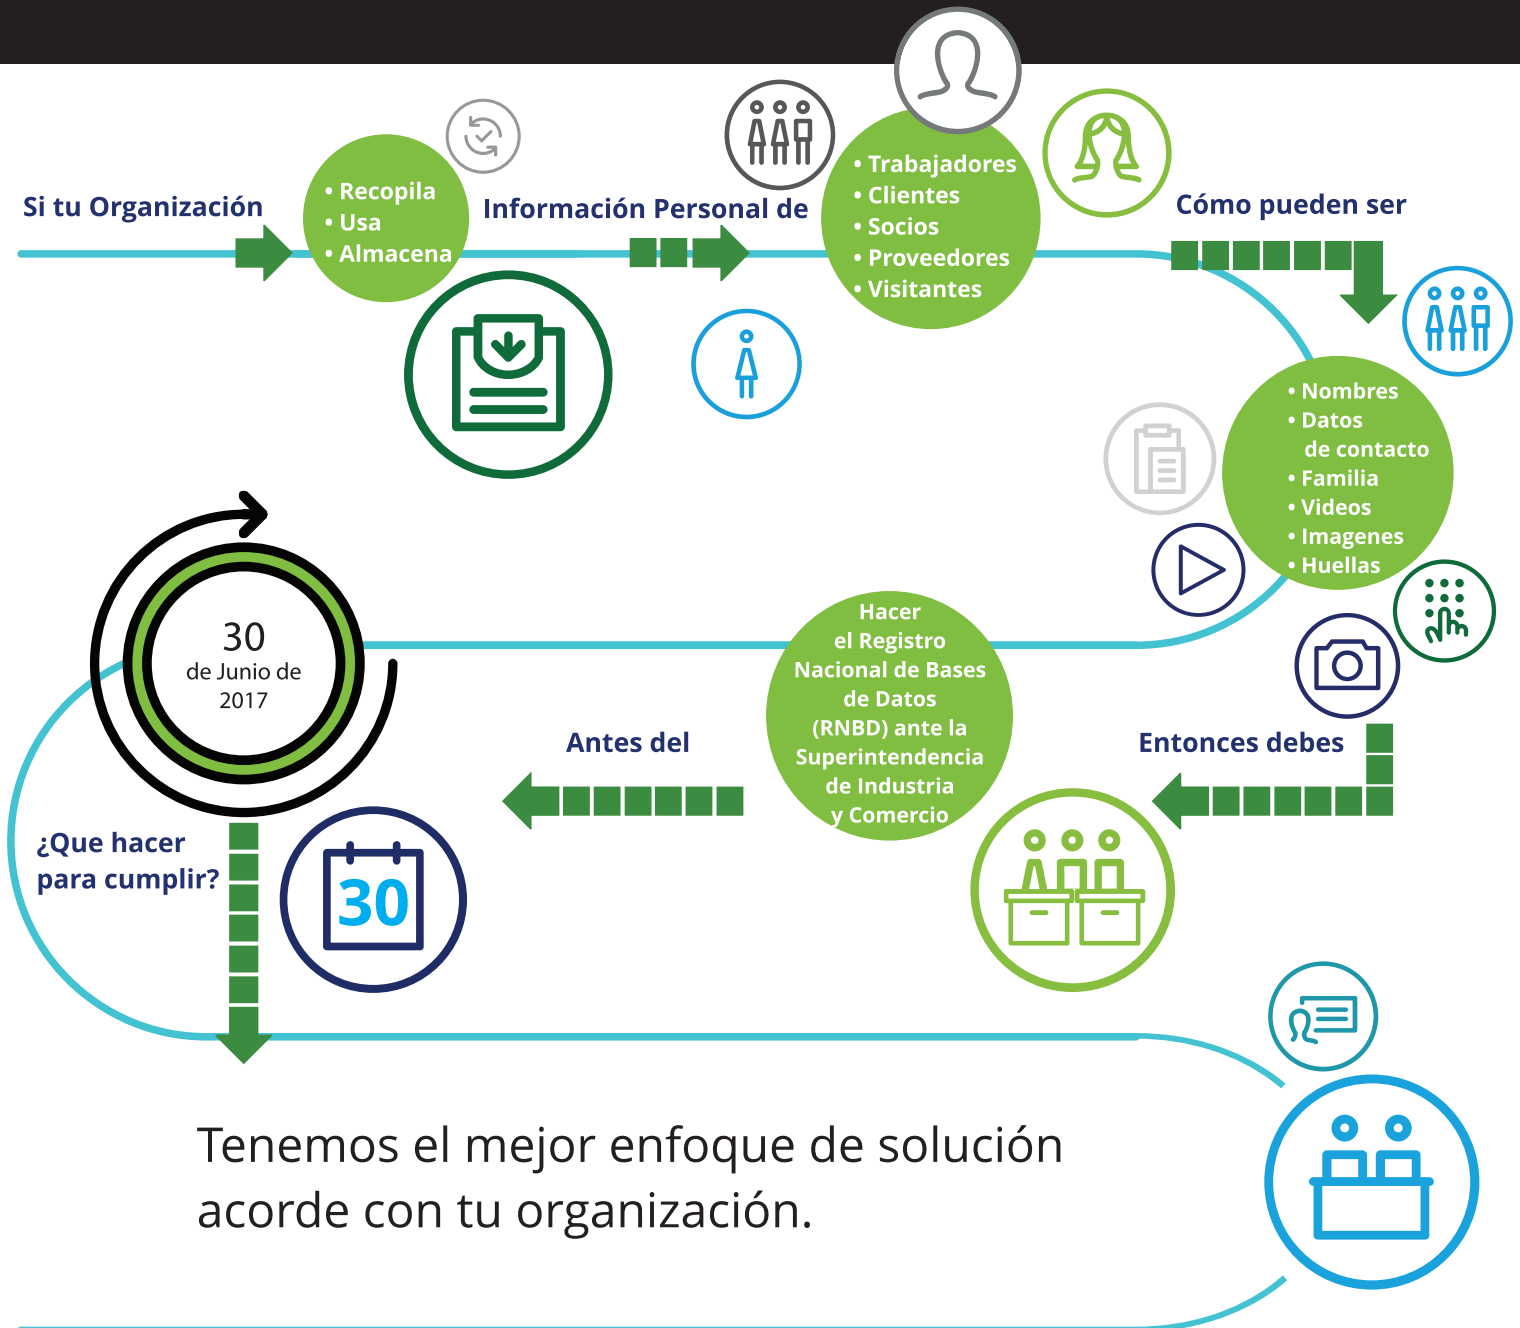 Si tu Organización
• Recopila
• Usa
• Almacena
Información Personal de
• Trabajadores
• Clientes
• Socios
• Proveedores
• Visitantes
Cómo pueden ser
• Nombres
• Datos
de contacto
• Familia
• Videos
• Imagenes
• Huellas
Entonces debes
Hacer
el Registro
Nacional de Bases
de Datos
(RNBD) ante la
Superintendencia
de Industria
y Comercio
Antes del
30
de Junio de
2017
30
¿Que hacer
para cumplir?
Tenemos el mejor enfoque de solución
acorde con tu organización.